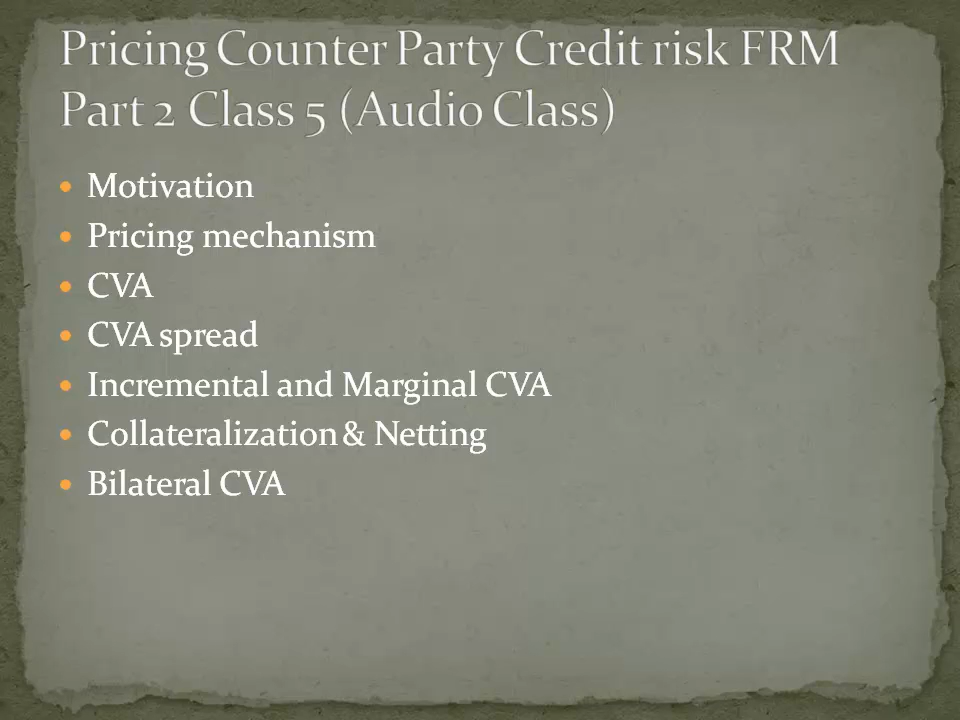 Pricing Counter Party Credit risk FRM
Part 2 Class 5 (Audio Class)
• Motivation
• Pricing mechanism
• CVA
• CVA spread
• Incremental and Marginal CVA
• Collateralization & Netting
• Bilateral CVA